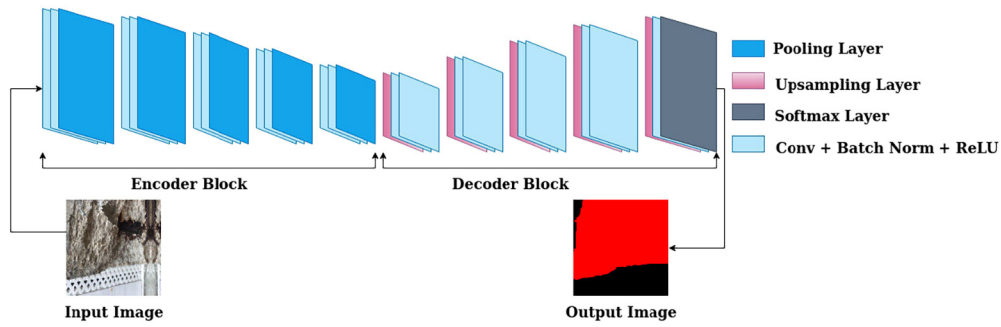 Pooling Layer
Upsampling Layer
Softmax Layer
Conv + Batch Norm + ReLU
Encoder Block
Decoder Block
Input Image
Output Image